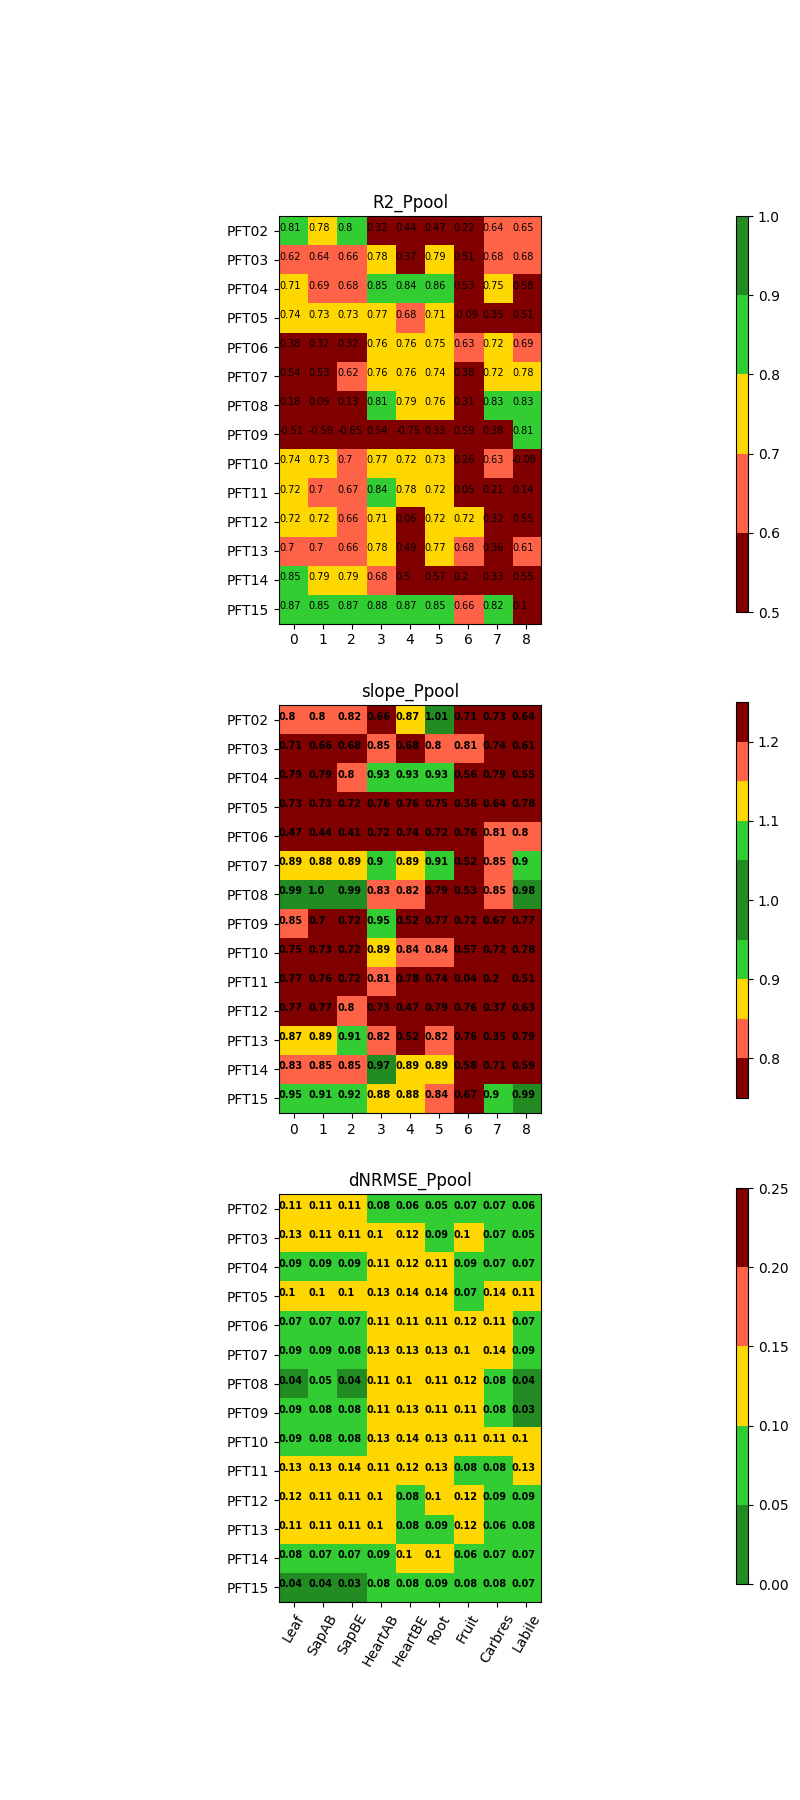 R2_Ppool
PFT02 0.81 0.78 0.8 0.32 0.44 0.47 0.22 0.64 0.65
PFT03 0.62 0.64 0.66 0.78 0.37 0.79 0.51 0.68 0.68
PFT04 0.71 0.69 0.68 0.85 0.84 0.86 0.53 0.75 0.58
PFT05 0.74 0.73 0.73 0.77 0.68 0.71 -0.09 0.35 0.51
PFT06 0.38 0.32 0.32 0.76 0.76 0.75 0.63 0.72 0.69
PFT07 0.54 0.53 0.62 0.76 0.76 0.74 0.38 0.72 0.78
PFT08 0.18 0.09 0.13 0.81 0.79 0.76 0.31 0.83 0.83
PFT09 -0.51 -0.59 -0.65 0.54 -0.75 0.33 0.59 0.38 0.81
PFT10 0.74 0.73 0.7 0.77 0.72 0.73 0.26 0.63 -0.08
PFT11 0.72 0.7 0.67 0.84 0.78 0.72 0.05 0.21 0.14
PFT12 0.72 0.72 0.66 0.71 0.06 0.72 0.72 0.32 0.55
PFT13 0.7 0.7 0.66 0.78 0.49 0.77 0.68 0.36 0.61
PFT14 0.85 0.79 0.79 0.68 0.5 0.57 0.2 0.33 0.55
PFT15 0.87 0.85 0.87 0.88 0.87 0.85 0.66 0.82 0.1
0 1 2 3 4 5 6 7 8
1.0
0.9
0.8
0.7
0.6
0.5
slope_Ppool
PFT02 0.8 0.8 0.82 0.66 0.87 1.01 0.71 0.73 0.64
PFT03 0.71 0.66 0.68 0.85 0.68 0.8 0.81 0.74 0.61
PFT04 0.79 0.79 0.8 0.93 0.93 0.93 0.56 0.79 0.55
PFT05 0.73 0.73 0.72 0.76 0.76 0.75 0.36 0.64 0.78
PFT06 0.47 0.44 0.41 0.72 0.74 0.72 0.76 0.81 0.8
PFT07 0.89 0.88 0.89 0.9 0.89 0.91 0.52 0.85 0.9
PFT08 0.99 1.0 0.99 0.83 0.82 0.79 0.53 0.85 0.98
PFT09 0.85 0.7 0.72 0.95 0.52 0.77 0.72 0.67 0.77
PFT10 0.75 0.73 0.72 0.89 0.84 0.84 0.57 0.72 0.78
PFT11 0.77 0.76 0.72 0.81 0.78 0.74 0.04 0.2 0.51
PFT12 0.77 0.77 0.8 0.73 0.47 0.79 0.76 0.37 0.63
PFT13 0.87 0.89 0.91 0.82 0.52 0.82 0.76 0.35 0.79
PFT14 0.83 0.85 0.85 0.97 0.89 0.89 0.58 0.71 0.59
PFT15 0.95 0.91 0.92 0.88 0.88 0.84 0.67 0.9 0.99
0 1 2 3 4 5 6 7 8
1.2
1.1
1.0
0.9
0.8
dNRMSE_Ppool
PFT02 0.11 0.11 0.11 0.08 0.06 0.05 0.07 0.07 0.06
PFT03 0.13 0.11 0.11 0.1 0.12 0.09 0.1 0.07 0.05
PFT04 0.09 0.09 0.09 0.11 0.12 0.11 0.09 0.07 0.07
PFT05 0.1 0.1 0.1 0.13 0.14 0.14 0.07 0.14 0.11
PFT06 0.07 0.07 0.07 0.11 0.11 0.11 0.12 0.11 0.07
PFT07 0.09 0.09 0.08 0.13 0.13 0.13 0.1 0.14 0.09
PFT08 0.04 0.05 0.04 0.11 0.1 0.11 0.12 0.08 0.04
PFT09 0.09 0.08 0.08 0.11 0.13 0.11 0.11 0.08 0.03
PFT10 0.09 0.08 0.08 0.13 0.14 0.13 0.11 0.11 0.1
PFT11 0.13 0.13 0.14 0.11 0.12 0.13 0.08 0.08 0.13
PFT12 0.12 0.11 0.11 0.1 0.08 0.1 0.12 0.09 0.09
PFT13 0.11 0.11 0.11 0.1 0.08 0.09 0.12 0.06 0.08
PFT14 0.08 0.07 0.07 0.09 0.1 0.1 0.06 0.07 0.07
PFT15 0.04 0.04 0.03 0.08 0.08 0.09 0.08 0.08 0.07
Leaf SapAB SapBE HeartAB HeartBE Root Fruit Carbres Labile
0.25
0.20
0.15
0.10
0.05
0.00